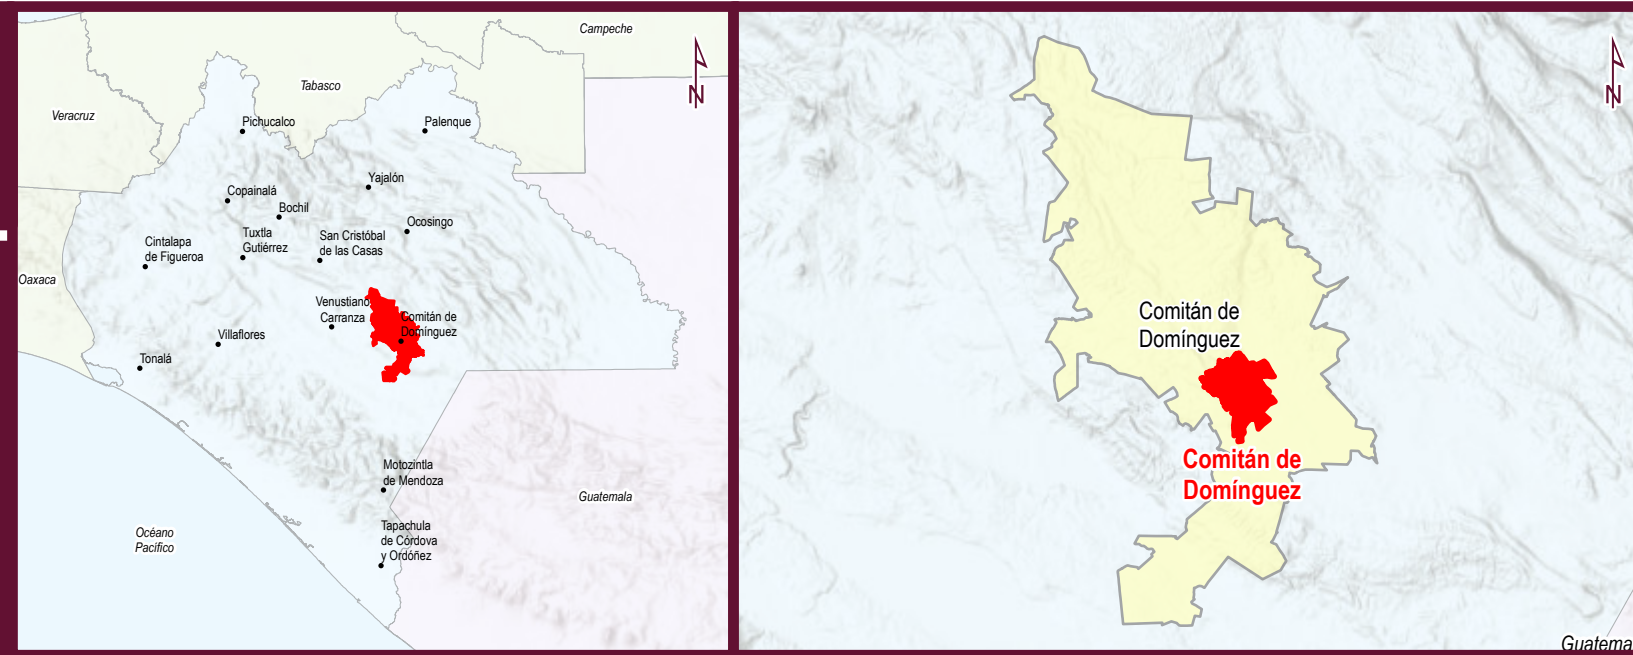 Campeche
Tabasco
N
Veracruz
Pichucalco
Palenque
Yajalón
Copainalá
Bochil
Ocosingo
Tuxtla
Gutiérrez
San Cristóbal
de las Casas
Cintalapa
de Figueroa
Oaxaca
Venustiano
Carranza
Comitán de
Domínguez
Villaflores
Tonalá
Motozintla
de Mendoza
Guatemala
Tapachula
de Córdova
y Ordóñez
Océano
Pacífico
N
Comitán de
Domínguez
Comitán de
Domínguez
Guatema